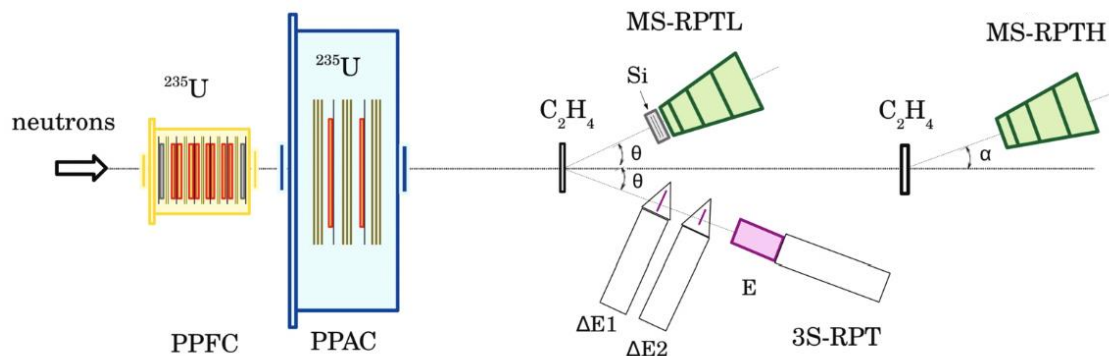 MS-RPTL
MS-RPTH
²³⁵U
²³⁵U
Si
C₂H₄
C₂H₄
neutrons
θ
θ
α
E
ΔE1
ΔE2
3S-RPT
PPFC
PPAC